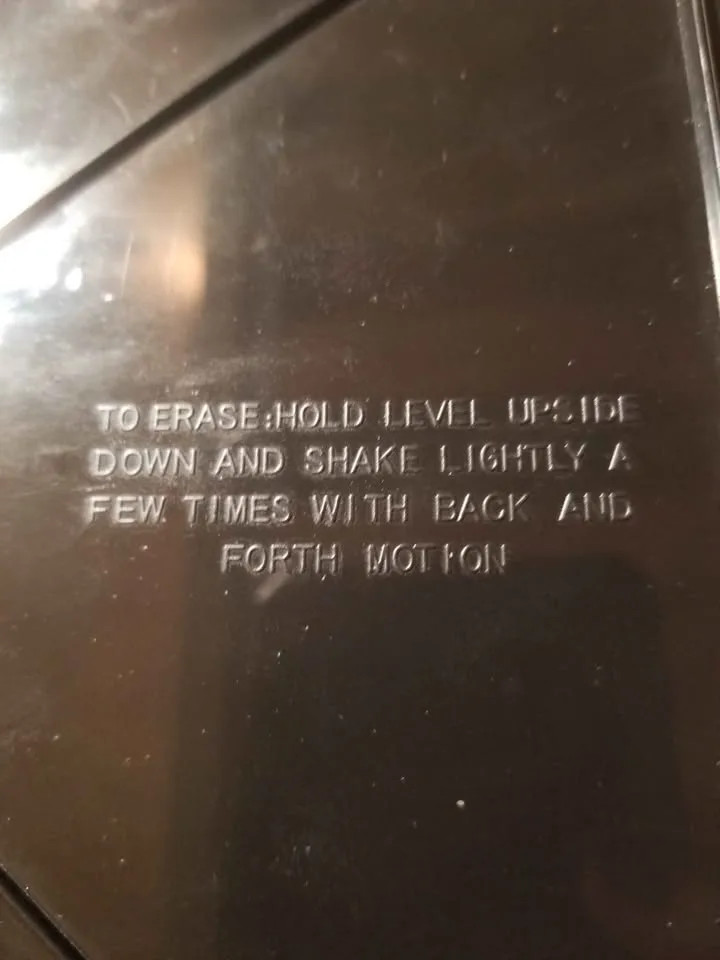 TO ERASE:HOLD LEVEL UPSIDE
DOWN AND SHAKE LIGHTLY A
FEW TIMES WITH BACK AND
FORTH MOTION